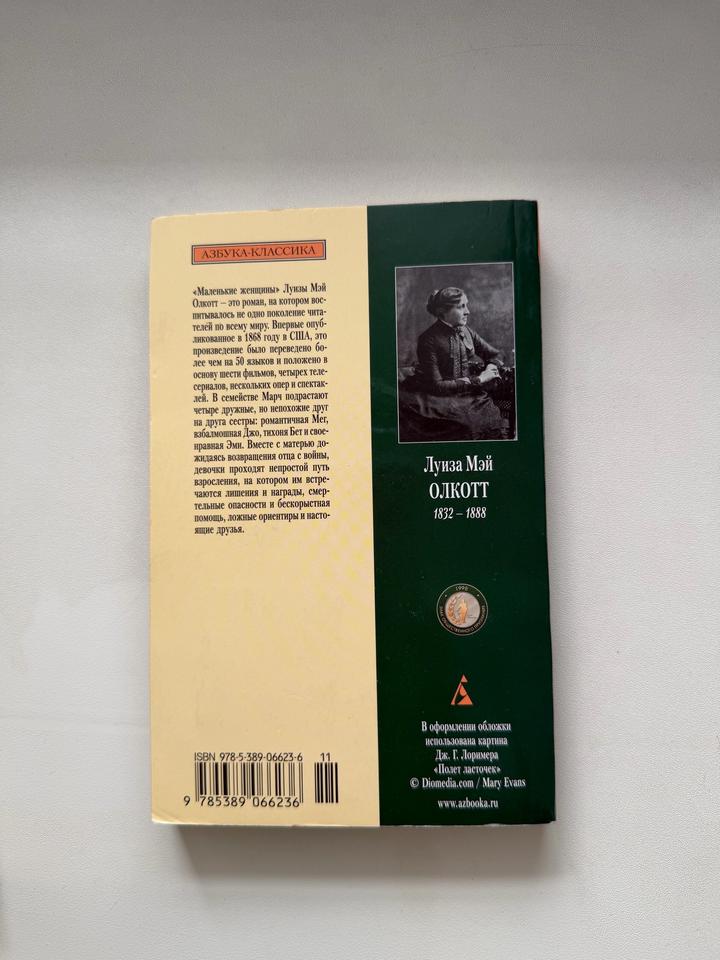 АЗБУКА-КЛАССИКА
«Маленькие женщины» Луизы Мэй
Олкотт – это роман, на котором вос-
питывалось не одно поколение чита-
телей по всему миру. Впервые опуб-
ликованное в 1868 году в США, это
произведение было переведено бо-
лее чем на 50 языков и положено в
основу шести фильмов, четырех теле-
сериалов, нескольких опер и спектак-
лей. В семействе Марч подрастают
четыре дружные, но непохожие друг
на друга сестры: романтичная Мег,
взбалмошная Джо, тихоня Бет и свое-
нравная Эми. Вместе с матерью до-
жидаясь возвращения отца с войны,
девочки проходят непростой путь
взросления, на котором им встре-
чаются лишения и награды, смер-
тельные опасности и бескорыстная
помощь, ложные ориентиры и насто-
ящие друзья.
ISBN 978-5-389-06623-6 11
9 785389 066236
Луиза Мэй
ОЛКОТТ
1832 – 1888
1998
В оформлении обложки
использована картина
Дж. Г. Лоримера
«Полет ласточек»
© Diomedia.com / Mary Evans
www.azbooka.ru